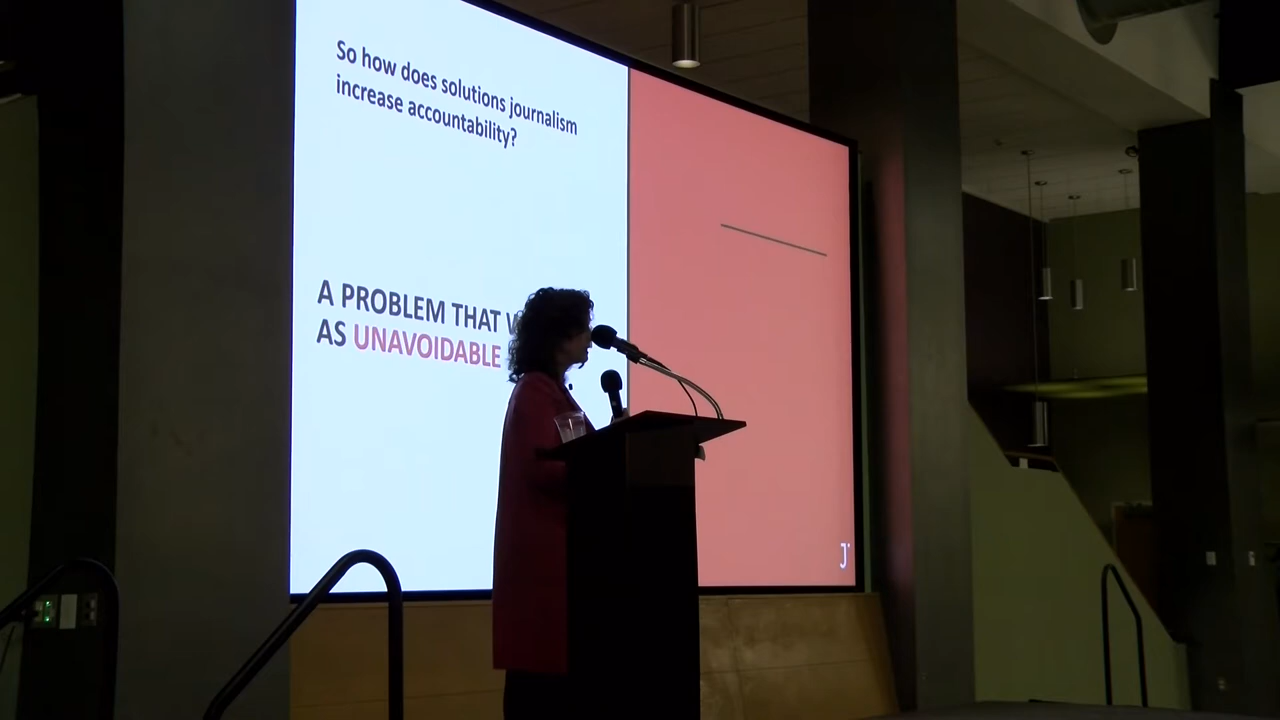 So how does solutions journalism
increase accountability?
A PROBLEM THAT
AS UNAVOIDABLE
J